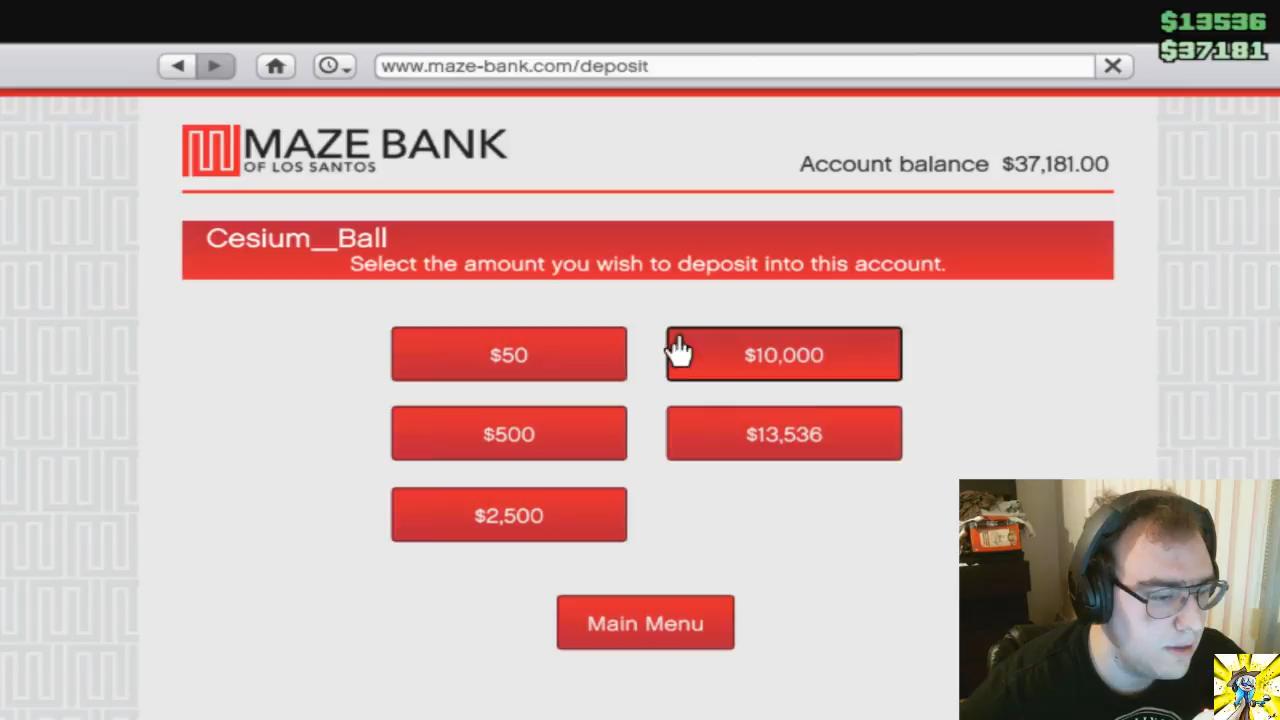 $13536
$37181
www.maze-bank.com/deposit
MAZE BANK
OF LOS SANTOS
Account balance $37,181.00
Cesium__Ball
Select the amount you wish to deposit into this account.
$50
$10,000
$500
$13,536
$2,500
Main Menu